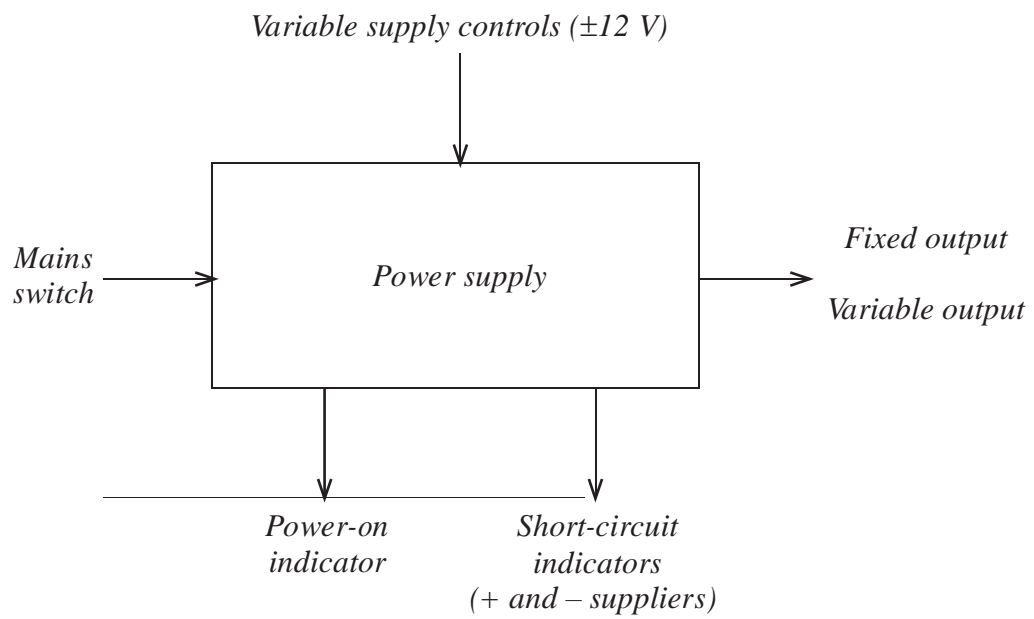 Variable supply controls (±12 V)
Mains
switch
Power supply
Fixed output
Variable output
Power-on
indicator
Short-circuit
indicators
(+ and – suppliers)